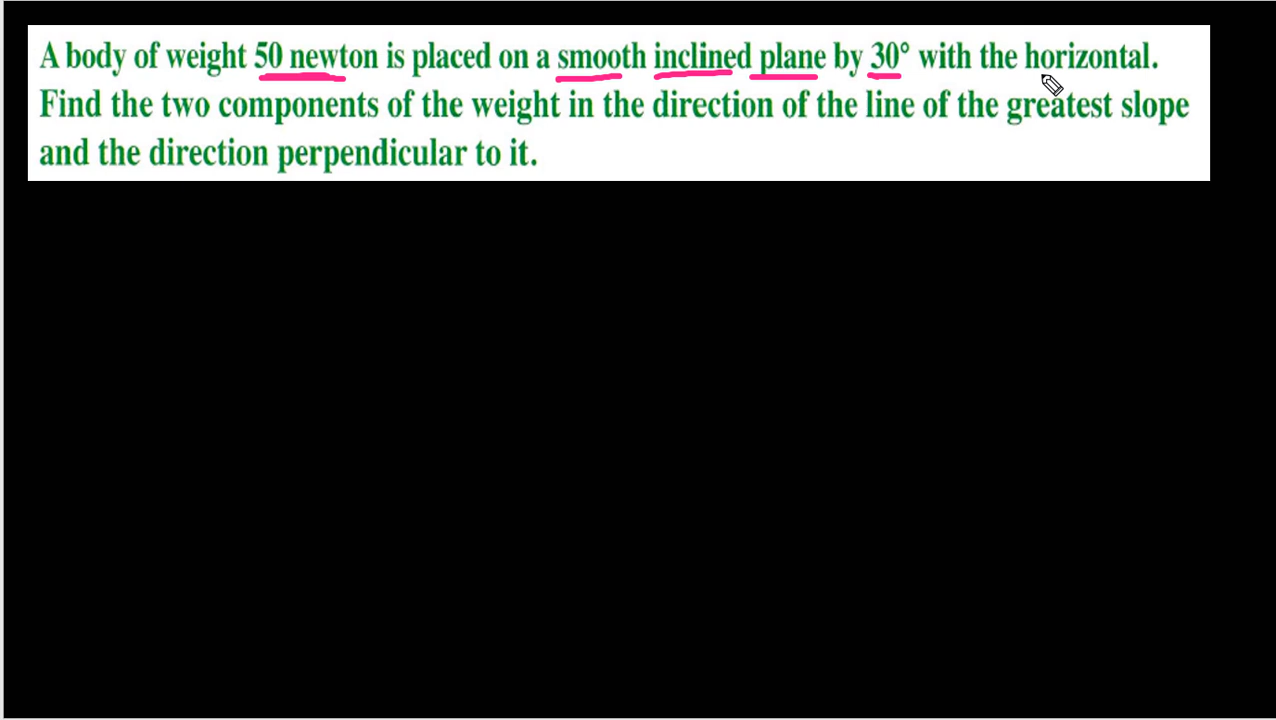 A body of weight 50 newton is placed on a smooth inclined plane by 30° with the horizontal.
Find the two components of the weight in the direction of the line of the greatest slope
and the direction perpendicular to it.